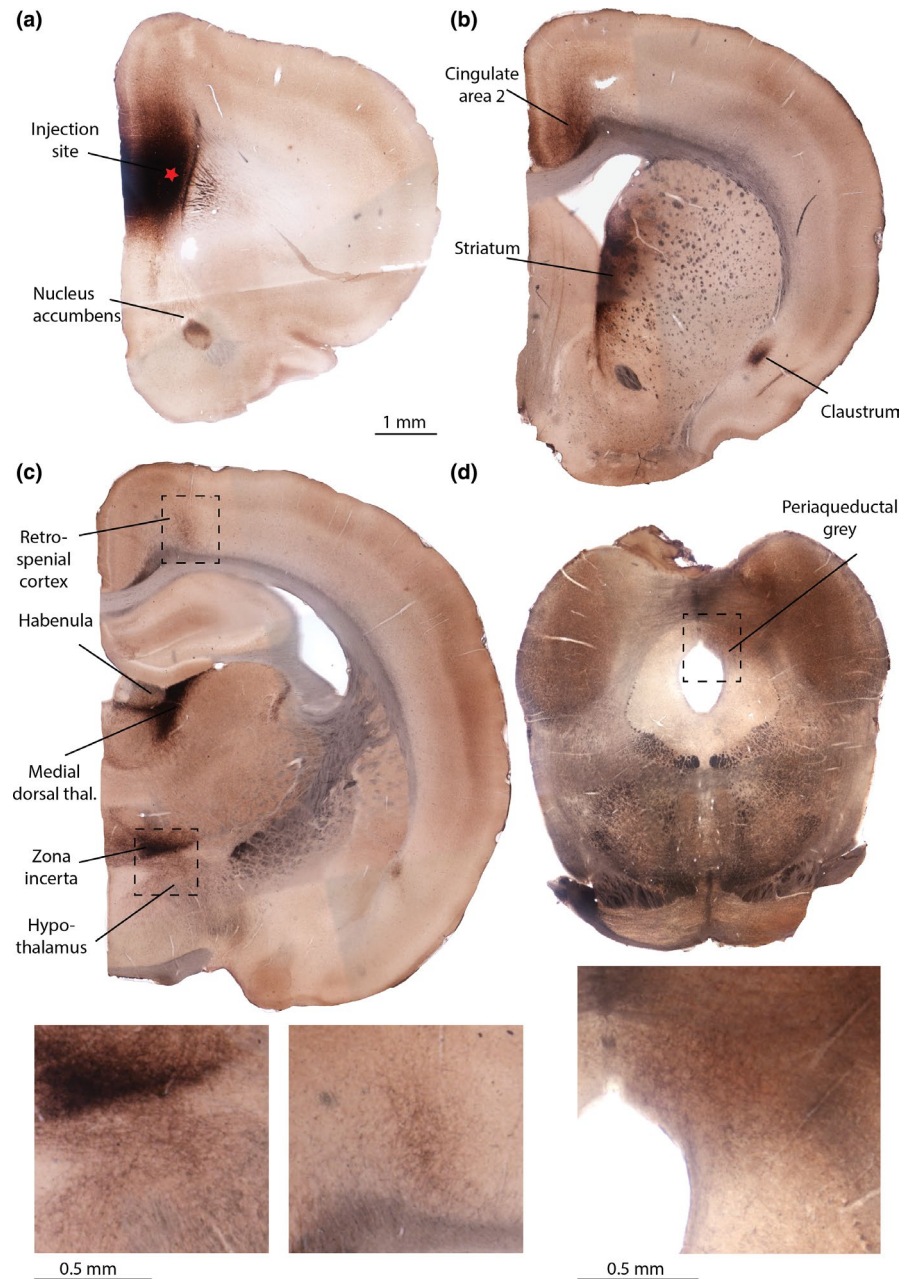 (a)
Injection
site
Nucleus
accumbens
1 mm
(b)
Cingulate
area 2
Striatum
Claustrum
(c)
Retro-
spenial
cortex
Habenula
Medial
dorsal thal.
Zona
incerta
Hypo-
thalamus
(d)
Periaqueductal
grey
0.5 mm
0.5 mm